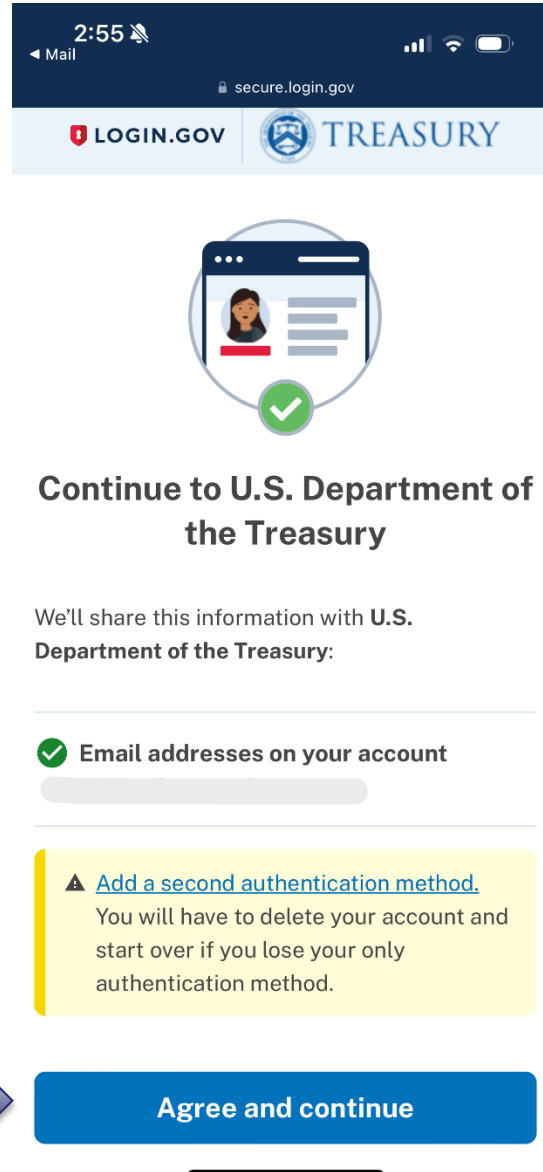 2:55
◀ Mail
secure.login.gov
LOGIN.GOV TREASURY
Continue to U.S. Department of
the Treasury
We'll share this information with U.S.
Department of the Treasury:
Email addresses on your account
Add a second authentication method.
You will have to delete your account and
start over if you lose your only
authentication method.
Agree and continue